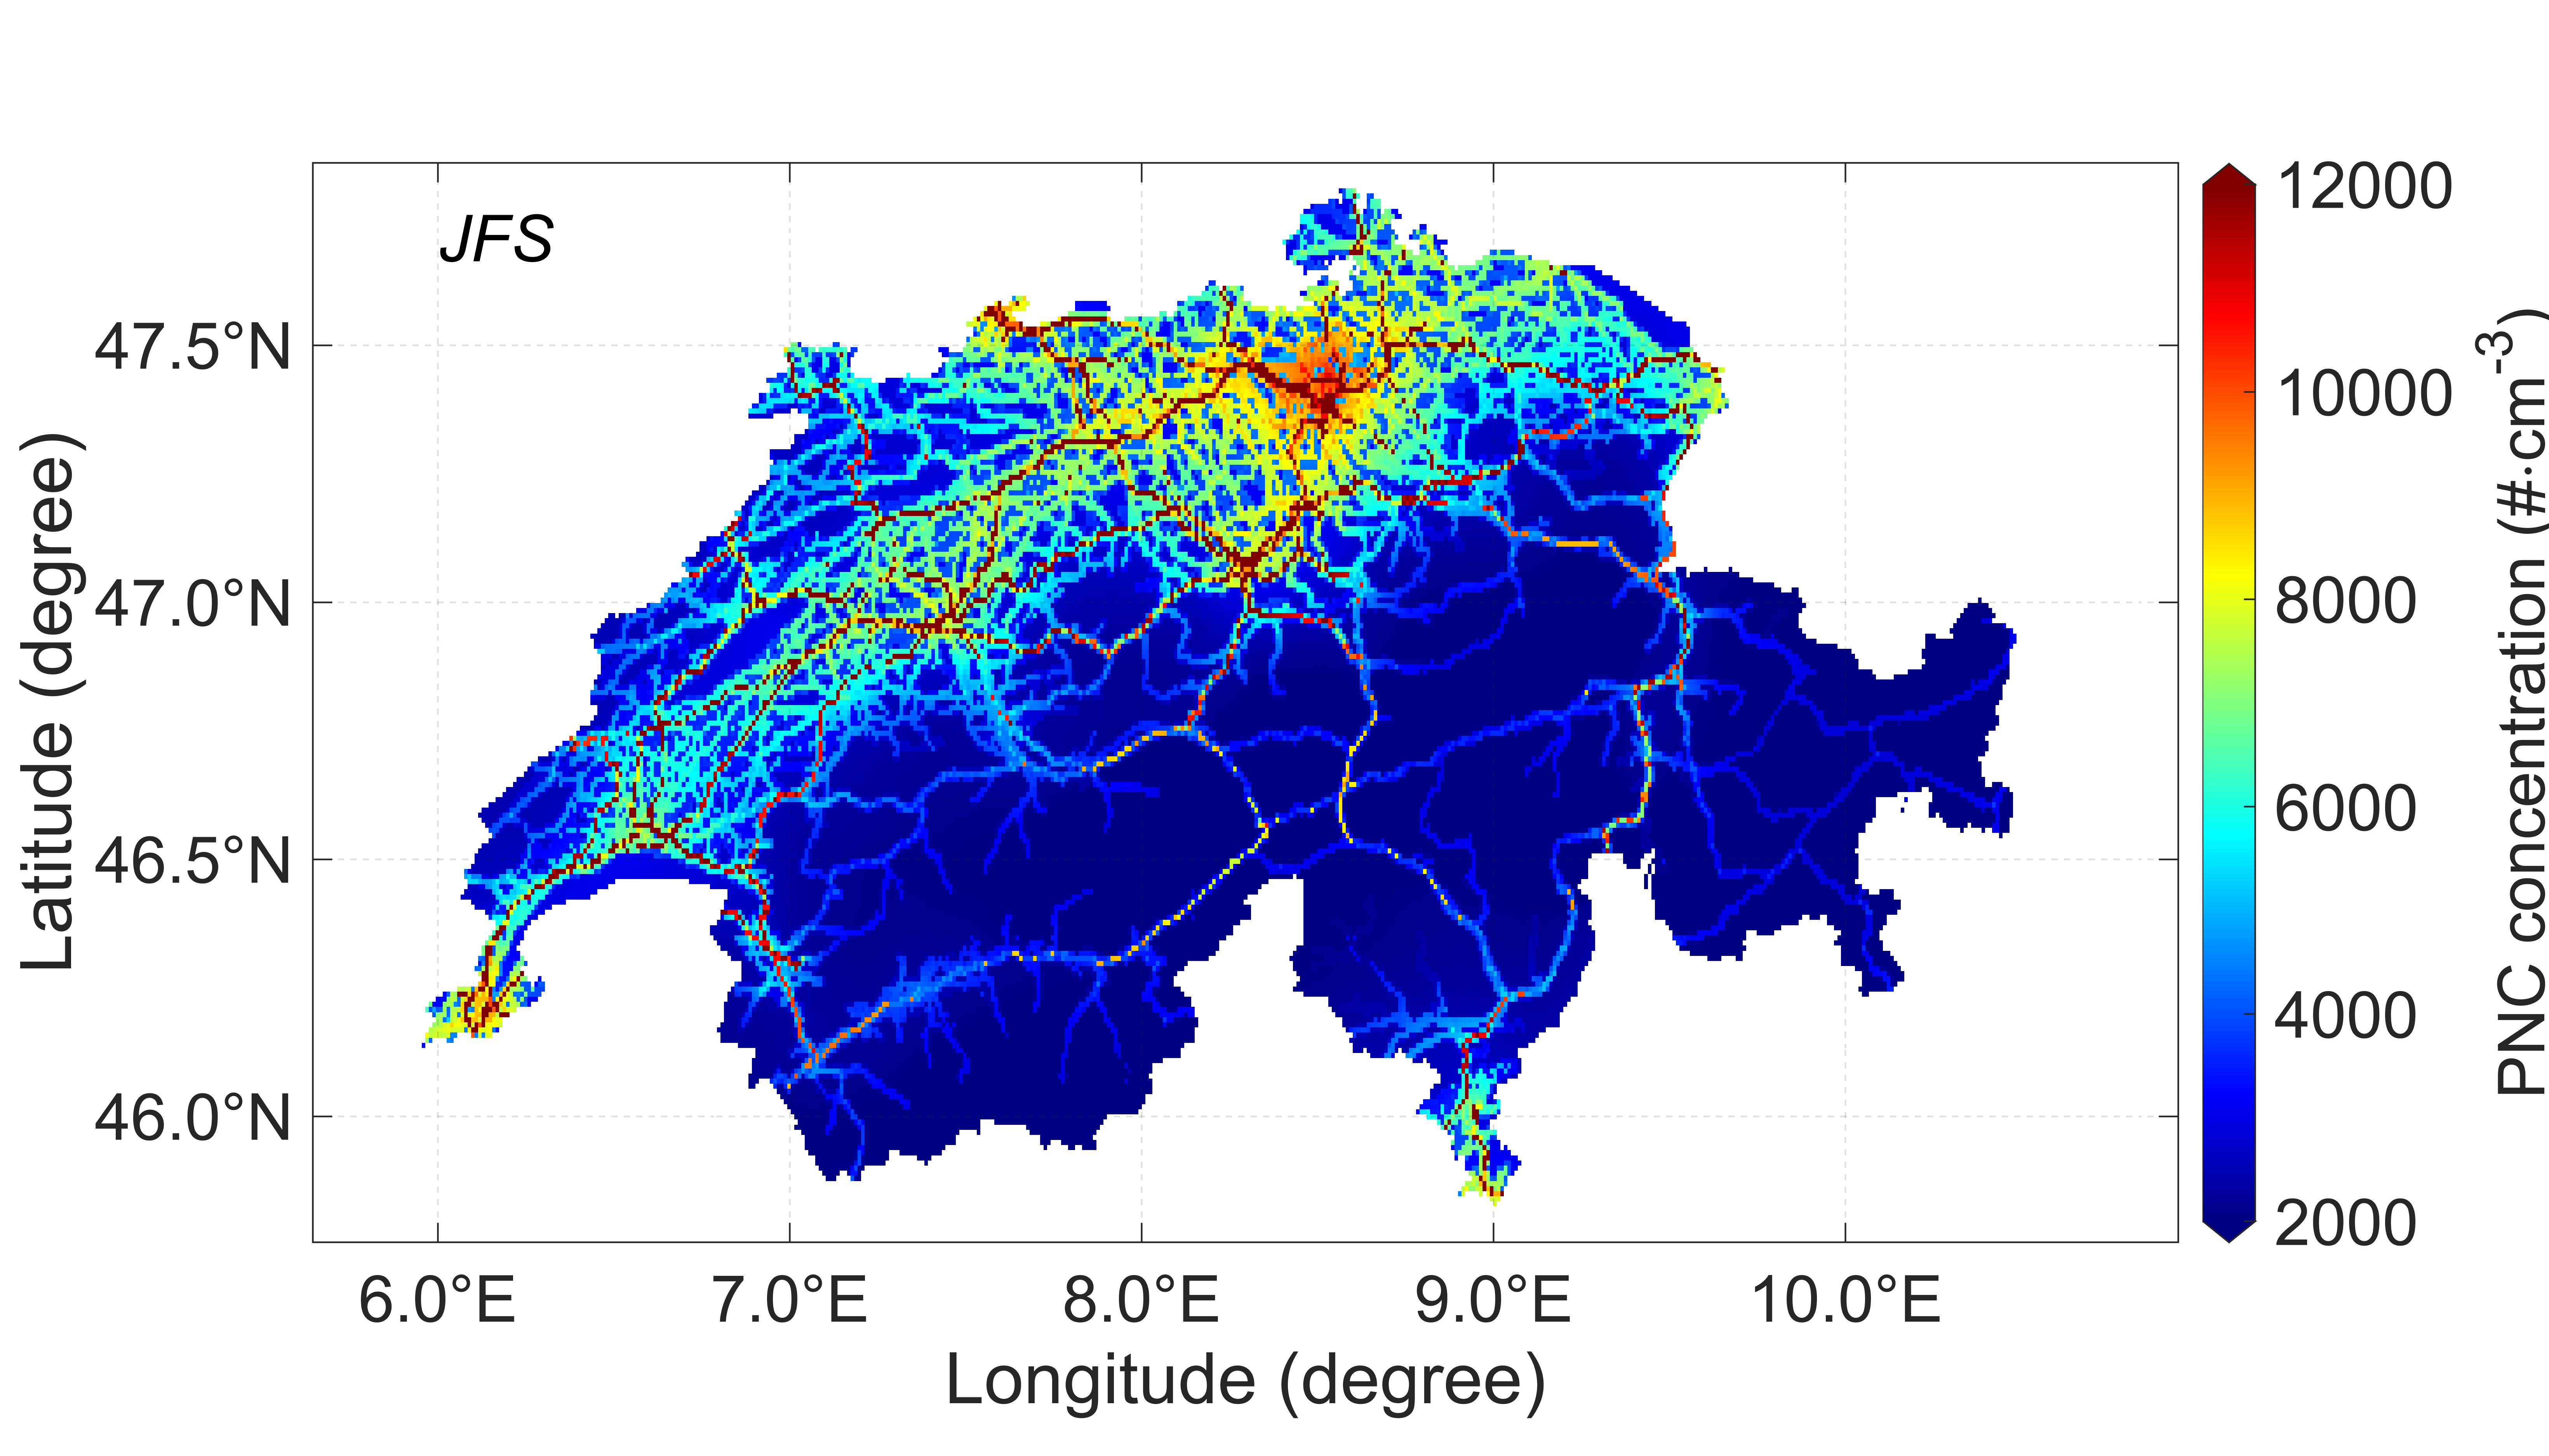 JFS
47.5°N
47.0°N
46.5°N
46.0°N
Latitude (degree)
6.0°E 7.0°E 8.0°E 9.0°E 10.0°E
Longitude (degree)
12000
10000
8000
6000
4000
2000
PNC concentration (#·cm⁻³)